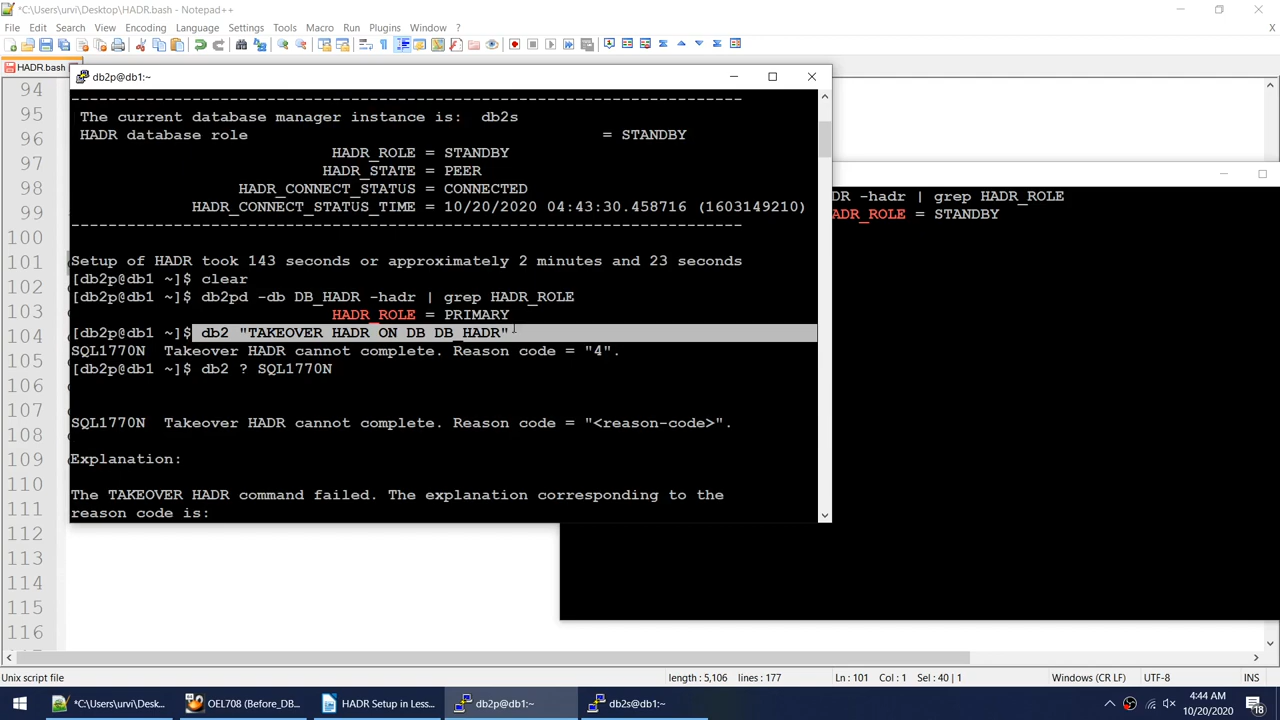 *C:\Users\urvi\Desktop\HADR.bash - Notepad++
File Edit Search View Encoding Language Settings Tools Macro Run Plugins Window ?
X
HADR.bash
94
95
96
97
98
99
100
101
102
103
104
105
106
107
108
109
110
111
112
113
114
115
116
db2p@db1:~
--------------------------------------------------------------------------
The current database manager instance is: db2s
HADR database role = STANDBY
HADR_ROLE = STANDBY
HADR_STATE = PEER
HADR_CONNECT_STATUS = CONNECTED
HADR_CONNECT_STATUS_TIME = 10/20/2020 04:43:30.458716 (1603149210)
--------------------------------------------------------------------------
Setup of HADR took 143 seconds or approximately 2 minutes and 23 seconds
[db2p@db1 ~]$ clear
[db2p@db1 ~]$ db2pd -db DB_HADR -hadr | grep HADR_ROLE
HADR_ROLE = PRIMARY
[db2p@db1 ~]$ db2 "TAKEOVER HADR ON DB DB_HADR"
SQL1770N Takeover HADR cannot complete. Reason code = "4".
[db2p@db1 ~]$ db2 ? SQL1770N
SQL1770N Takeover HADR cannot complete. Reason code = "<reason-code>".
Explanation:
The TAKEOVER HADR command failed. The explanation corresponding to the
reason code is:
DR -hadr | grep HADR_ROLE
ADR_ROLE = STANDBY
Unix script file length : 5,106 lines : 177 Ln : 101 Col : 1 Sel : 40 | 1 Windows (CR LF) UTF-8 INS
*C:\Users\urvi\Desk... OEL708 (Before_DB... HADR Setup in Less... db2p@db1:~ db2s@db1:~ 4:44 AM
10/20/2020
18